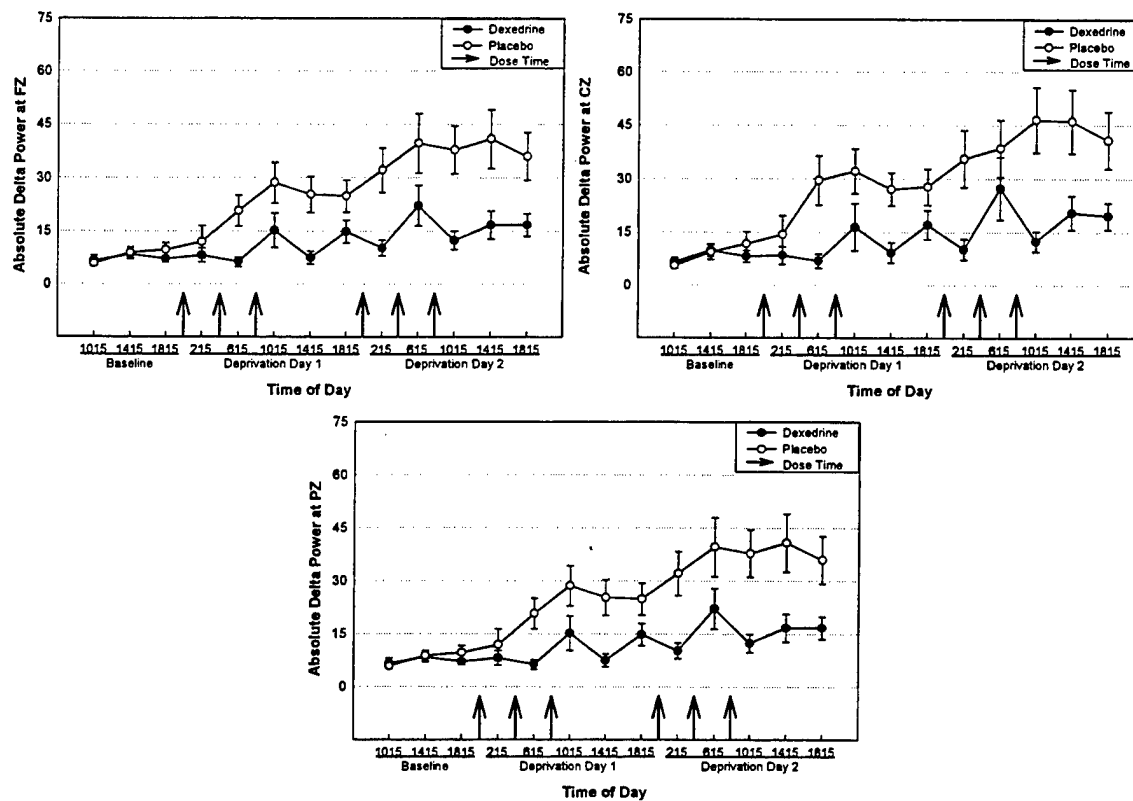 75
60
45
30
15
0
Absolute Delta Power at FZ
Dexedrine
Placebo
Dose Time
1015 1415 1815 215 615 1015 1415 1815 215 615 1015 1415 1815
Baseline Deprivation Day 1 Deprivation Day 2
Time of Day
75
60
45
30
15
0
Absolute Delta Power at CZ
Dexedrine
Placebo
Dose Time
1015 1415 1815 215 615 1015 1415 1815 215 615 1015 1415 1815
Baseline Deprivation Day 1 Deprivation Day 2
Time of Day
75
60
45
30
15
0
Absolute Delta Power at PZ
Dexedrine
Placebo
Dose Time
1015 1415 1815 215 615 1015 1415 1815 215 615 1015 1415 1815
Baseline Deprivation Day 1 Deprivation Day 2
Time of Day